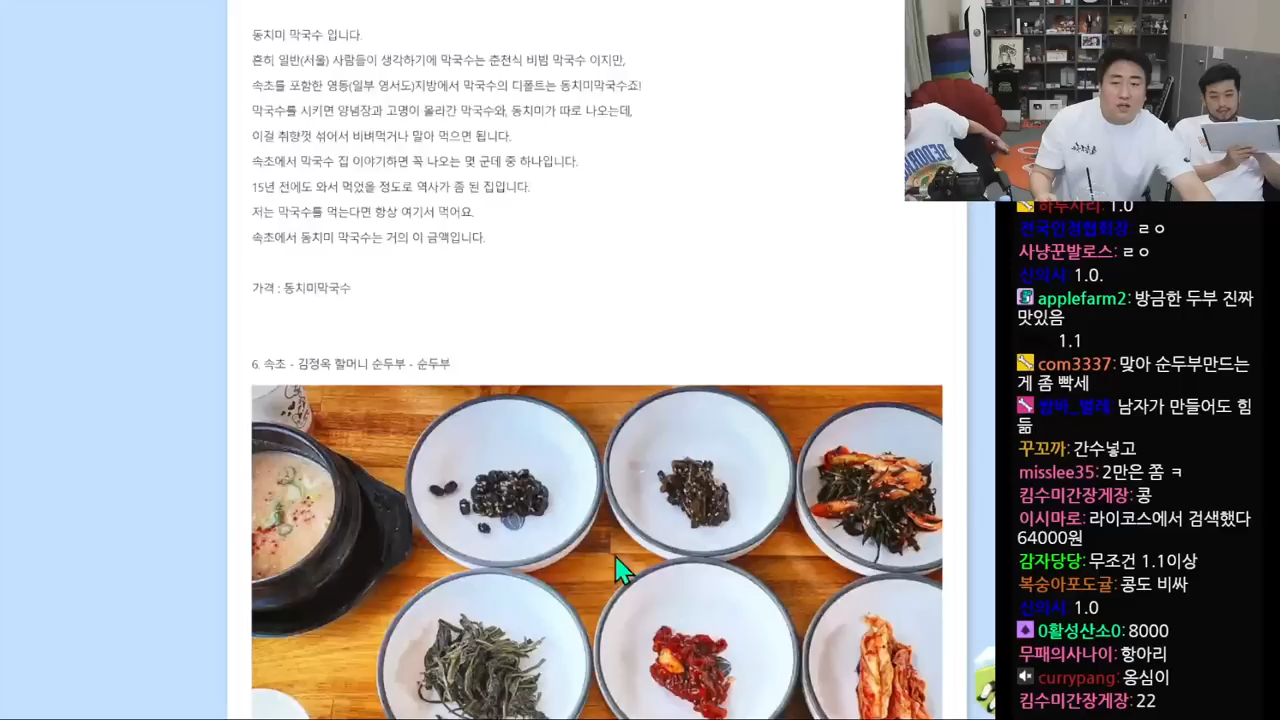 동치미 막국수 입니다.
흔히 일반(서울) 사람들이 생각하기에 막국수는 춘천식 비빔 막국수 이지만,
속초를 포함한 영동(일부 영서도)지방에서 막국수의 디폴트는 동치미막국수죠!
막국수를 시키면 양념장과 고명이 올라간 막국수와, 동치미가 따로 나오는데,
이걸 취향껏 섞어서 비벼먹거나 말아 먹으면 됩니다.
속초에서 막국수 집 이야기하면 꼭 나오는 몇 군데 중 하나입니다.
15년 전에도 와서 먹었을 정도로 역사가 좀 된 집입니다.
저는 막국수를 먹는다면 항상 여기서 먹어요.
속초에서 동치미 막국수는 거의 이 금액입니다.
가격 : 동치미막국수
6. 속초 - 김정옥 할머니 순두부 - 순두부
하루사리: 1.0
전국안경협회장: ㄹㅇ
사냥꾼발로스: ㄹㅇ
신의시: 1.0.
applefarm2: 방금한 두부 진짜
맛있음
1.1
com3337: 맞아 순두부만드는
게 좀 빡세
남자가 만들어도 힘
듦
꾸꼬까: 간수넣고
misslee35: 2만은 쫌 ㅋ
킴수미간장게장: 콩
이시마로: 라이코스에서 검색했다
64000원
감자당당: 무조건 1.1이상
복숭아포도귤: 콩도 비싸
신의시: 1.0
0활성산소0: 8000
무패의사나이: 항아리
currypang: 옹심이
킴수미간장게장: 22